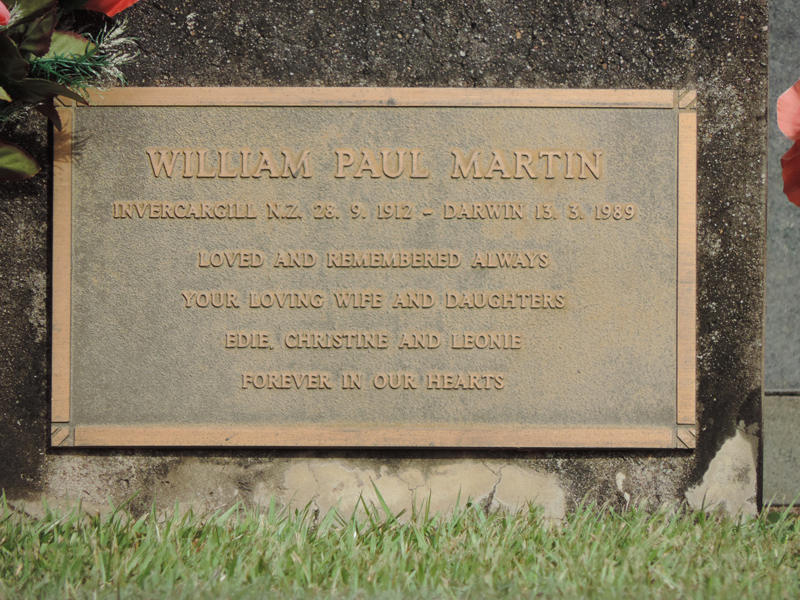 WILLIAM PAUL MARTIN
INVERCARGILL N.Z. 28. 9. 1912 - DARWIN 13. 3. 1989
LOVED AND REMEMBERED ALWAYS
YOUR LOVING WIFE AND DAUGHTERS
EDIE, CHRISTINE AND LEONIE
FOREVER IN OUR HEARTS